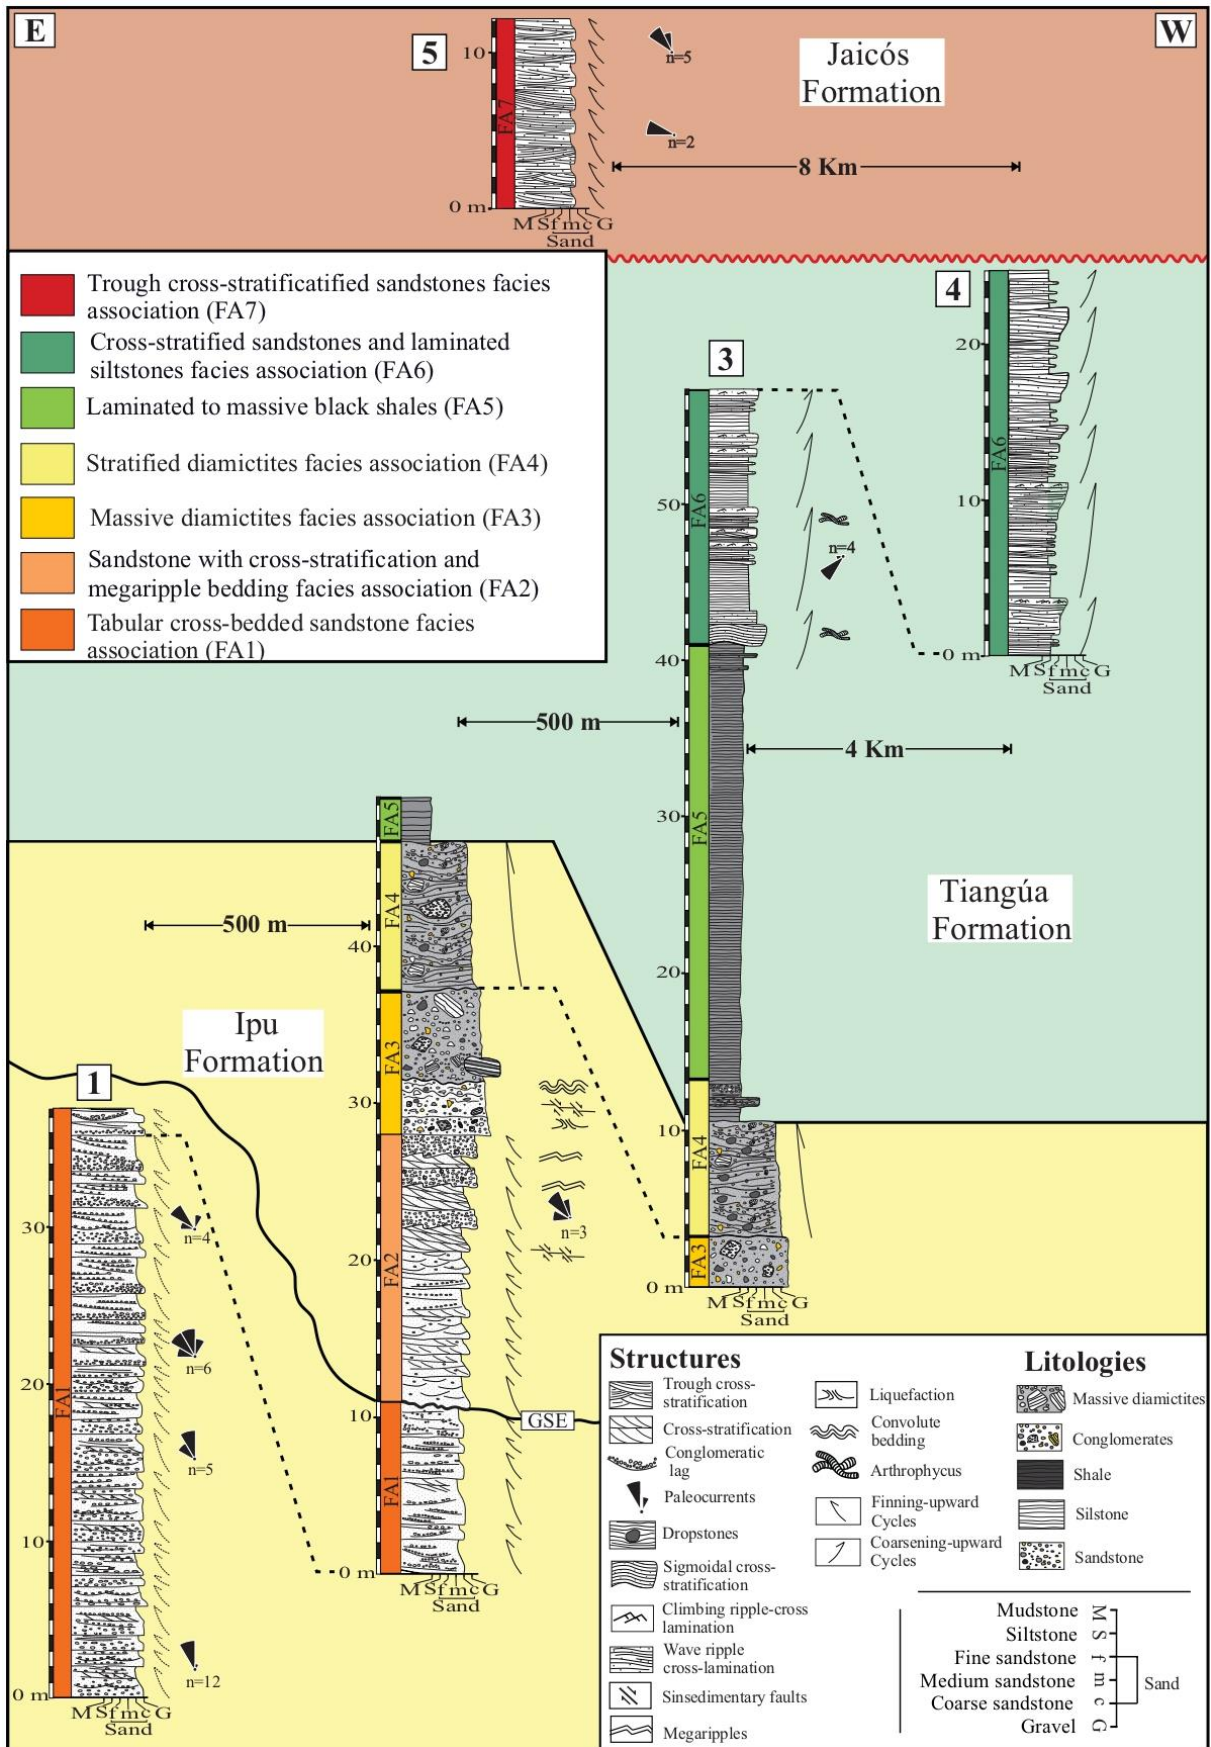 E
W
5
10
FA7
0 m
M S f m c G
Sand
n=5
n=2
Jaicós
Formation
8 Km
Trough cross-stratificatified sandstones facies
association (FA7)
Cross-stratified sandstones and laminated
siltstones facies association (FA6)
Laminated to massive black shales (FA5)
Stratified diamictites facies association (FA4)
Massive diamictites facies association (FA3)
Sandstone with cross-stratification and
megaripple bedding facies association (FA2)
Tabular cross-bedded sandstone facies
association (FA1)
4
20
10
FA6
0 m
M S f m c G
Sand
3
50
40
30
20
10
0 m
FA6
FA5
FA4
FA3
M S f m c G
Sand
n=4
500 m
4 Km
Tiangúa
Formation
FA5
FA4
FA3
FA2
FA1
40
30
20
10
0 m
M S f m c G
Sand
n=3
GSE
500 m
Ipu
Formation
1
30
20
10
0 m
FA1
M S f m c G
Sand
n=4
n=6
n=5
n=12
Structures
Trough cross-
stratification
Cross-stratification
Conglomeratic
lag
Paleocurrents
Dropstones
Sigmoidal cross-
stratification
Climbing ripple-cross
lamination
Wave ripple
cross-lamination
Sinsedimentary faults
Megaripples
Liquefaction
Convolute
bedding
Arthrophycus
Finning-upward
Cycles
Coarsening-upward
Cycles
Litologies
Massive diamictites
Conglomerates
Shale
Silstone
Sandstone
Mudstone M
Siltstone S
Fine sandstone f
Medium sandstone m
Coarse sandstone c
Gravel G
Sand